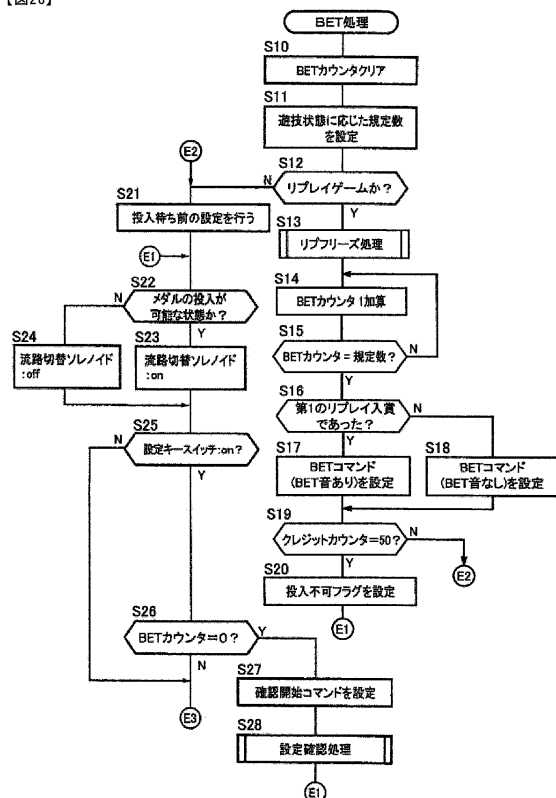 【図20】
BET処理
S10
BETカウンタクリア
S11
遊技状態に応じた規定数
を設定
E2
S12
リプレイゲームか？
N
Y
S21
投入待ち前の設定を行う
S13
リプフリーズ処理
E1
S14
BETカウンタ1加算
S22
メダルの投入が
可能な状態か？
N
Y
S15
BETカウンタ＝規定数？
N
Y
S24
流路切替ソレノイド
:off
S23
流路切替ソレノイド
:on
S16
第1のリプレイ入賞
であった？
N
Y
S25
設定キースイッチ:on？
N
Y
S17
BETコマンド
(BET音あり)を設定
S18
BETコマンド
(BET音なし)を設定
S19
クレジットカウンタ＝50？
N
Y
E2
S20
投入不可フラグを設定
E1
S26
BETカウンタ＝0？
Y
N
S27
確認開始コマンドを設定
E3
S28
設定確認処理
E1